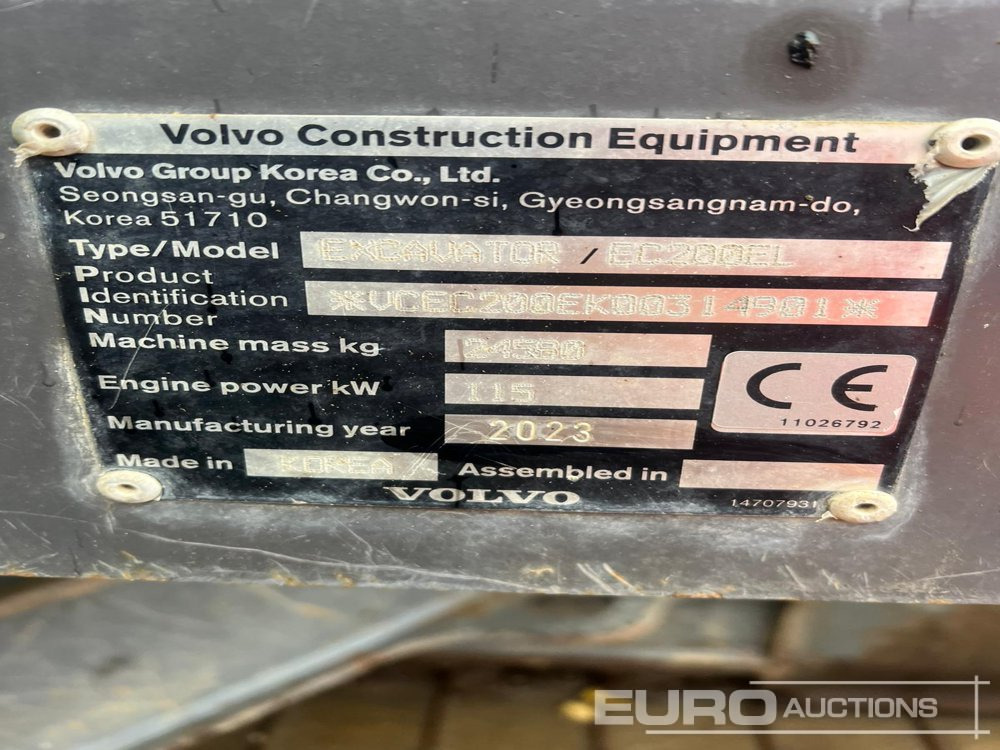 Volvo Construction Equipment
Volvo Group Korea Co., Ltd.
Seongsan-gu, Changwon-si, Gyeongsangnam-do,
Korea 51710
Type/Model EXCAVATOR / EC200EL
Product
Identification *VCEC200EK00314901*
Number
Machine mass kg 24580
Engine power kW 115
Manufacturing year 2023
CE
11026792
Made in KOREA Assembled in
VOLVO
14707931
EURO AUCTIONS